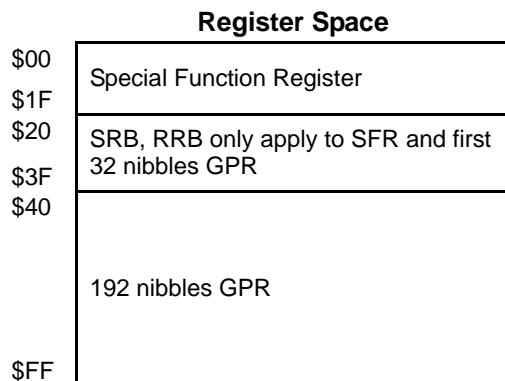 Register Space
$00
Special Function Register
$1F
$20
SRB, RRB only apply to SFR and first
32 nibbles GPR
$3F
$40
192 nibbles GPR
$FF